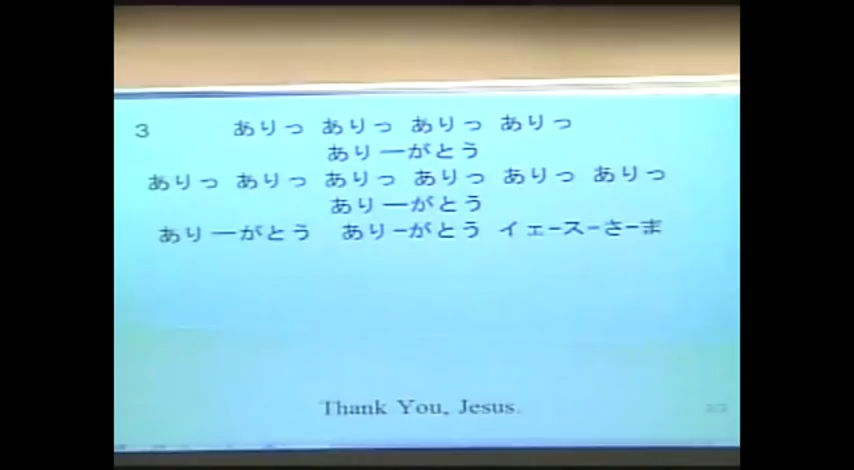 3 ありっ ありっ ありっ ありっ
あり一がとう
ありっ ありっ ありっ ありっ ありっ ありっ
あり一がとう
あり一がとう ありーがとう イェースーさーま
Thank You, Jesus.